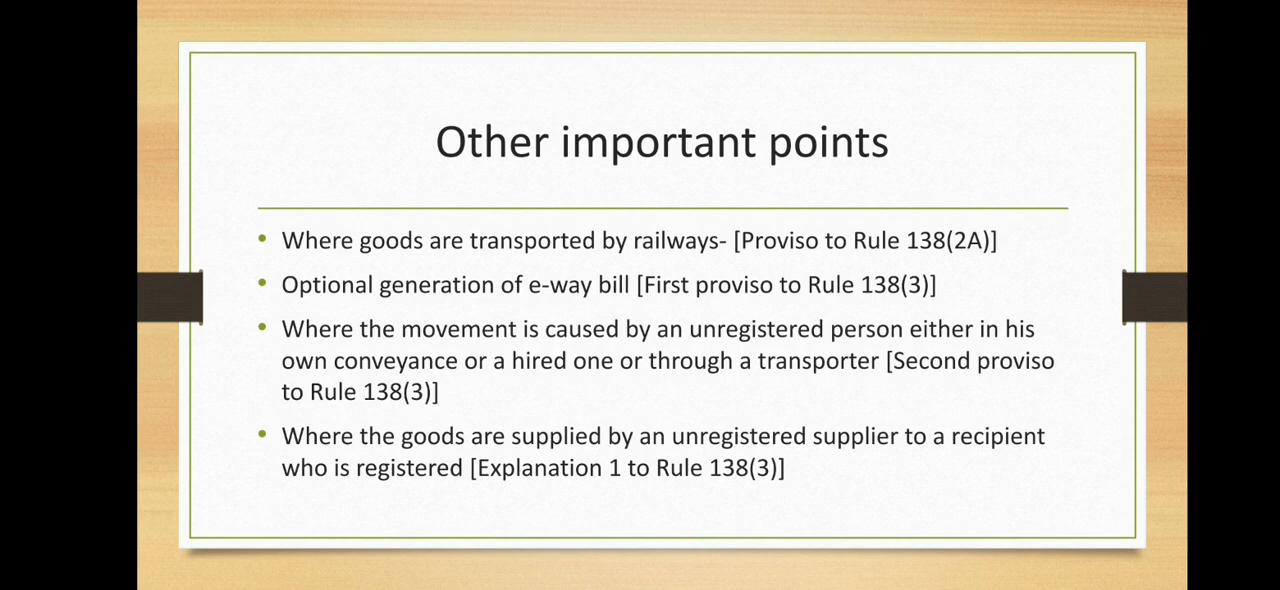 Other important points
• Where goods are transported by railways- [Proviso to Rule 138(2A)]
• Optional generation of e-way bill [First proviso to Rule 138(3)]
• Where the movement is caused by an unregistered person either in his
own conveyance or a hired one or through a transporter [Second proviso
to Rule 138(3)]
• Where the goods are supplied by an unregistered supplier to a recipient
who is registered [Explanation 1 to Rule 138(3)]